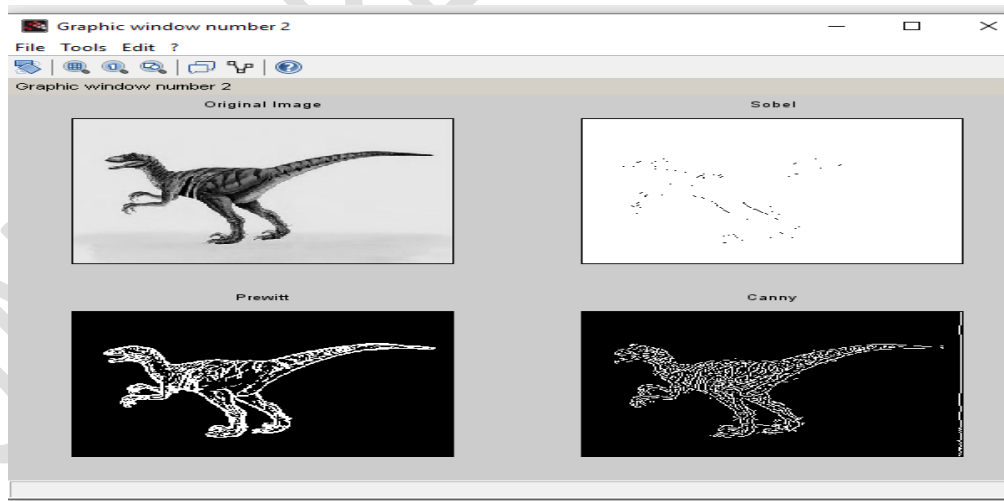 Graphic window number 2
File Tools Edit ?
Graphic window number 2
Original Image
Sobel
Prewitt
Canny